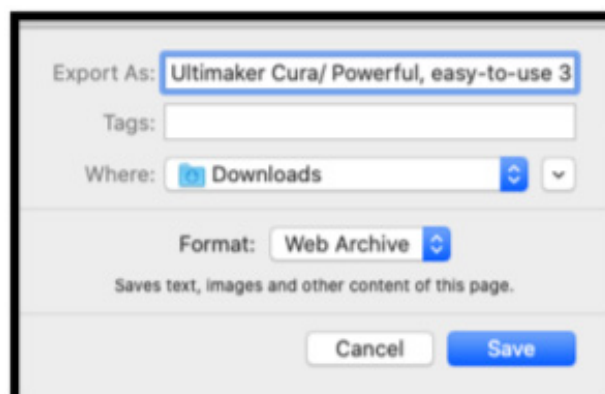 Export As: Ultimaker Cura/ Powerful, easy-to-use 3
Tags:
Where: Downloads
Format: Web Archive
Saves text, images and other content of this page.
Cancel Save